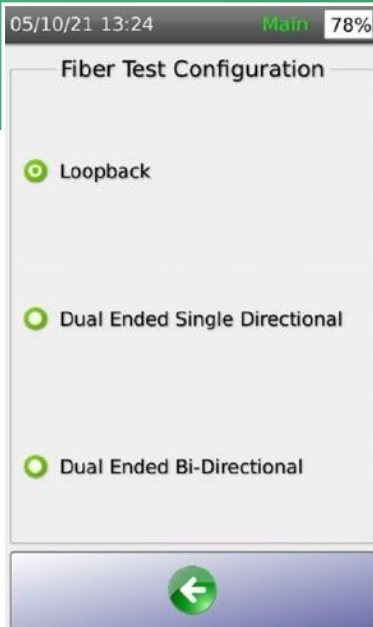 05/10/21 13:24 Main 78%
Fiber Test Configuration
Loopback
Dual Ended Single Directional
Dual Ended Bi-Directional